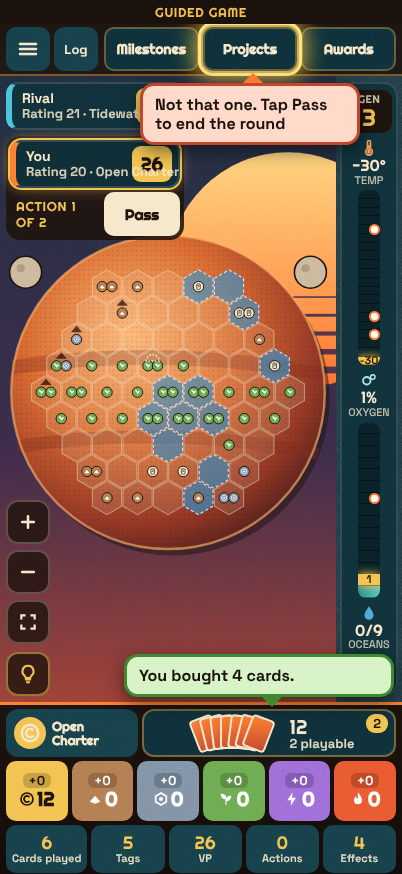 GUIDED GAME
Log
Milestones
Projects
Awards
Not that one. Tap Pass
to end the round
Rival
Rating 21 · Tidewat
GEN
3
You
Rating 20 · Open Charter
26
ACTION 1
OF 2
Pass
-30°
TEMP
-30
1%
OXYGEN
1
0/9
OCEANS
You bought 4 cards.
Open
Charter
12
2 playable
2
+0
12
+0
0
+0
0
+0
0
+0
0
+0
0
6
Cards played
5
Tags
26
VP
0
Actions
4
Effects